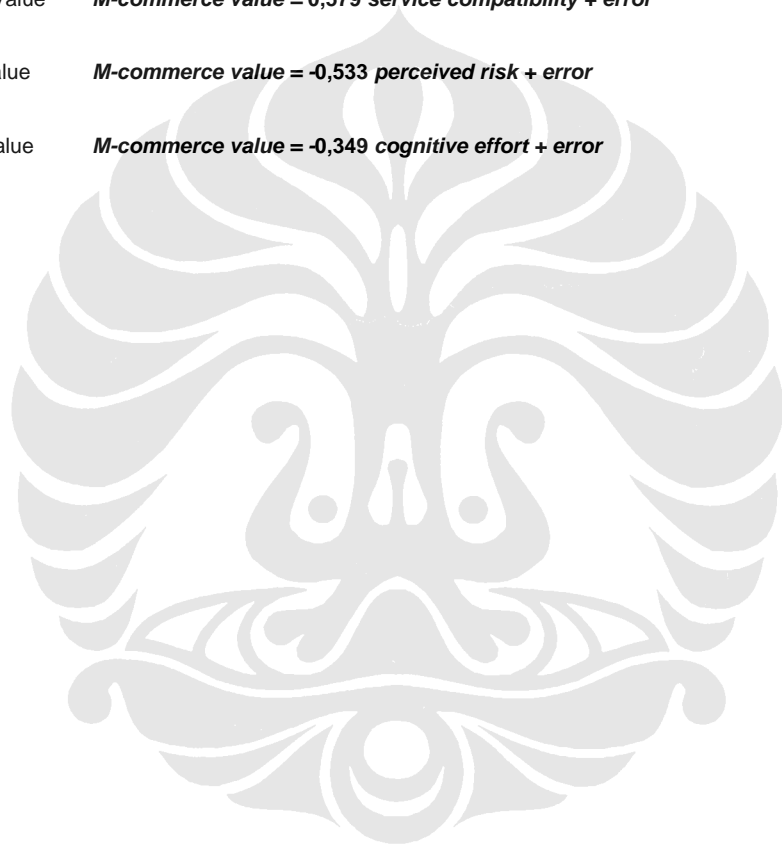 M-commerce value = 0,579 service compatibility + error
alue M-commerce value = -0,533 perceived risk + error
alue M-commerce value = -0,349 cognitive effort + error